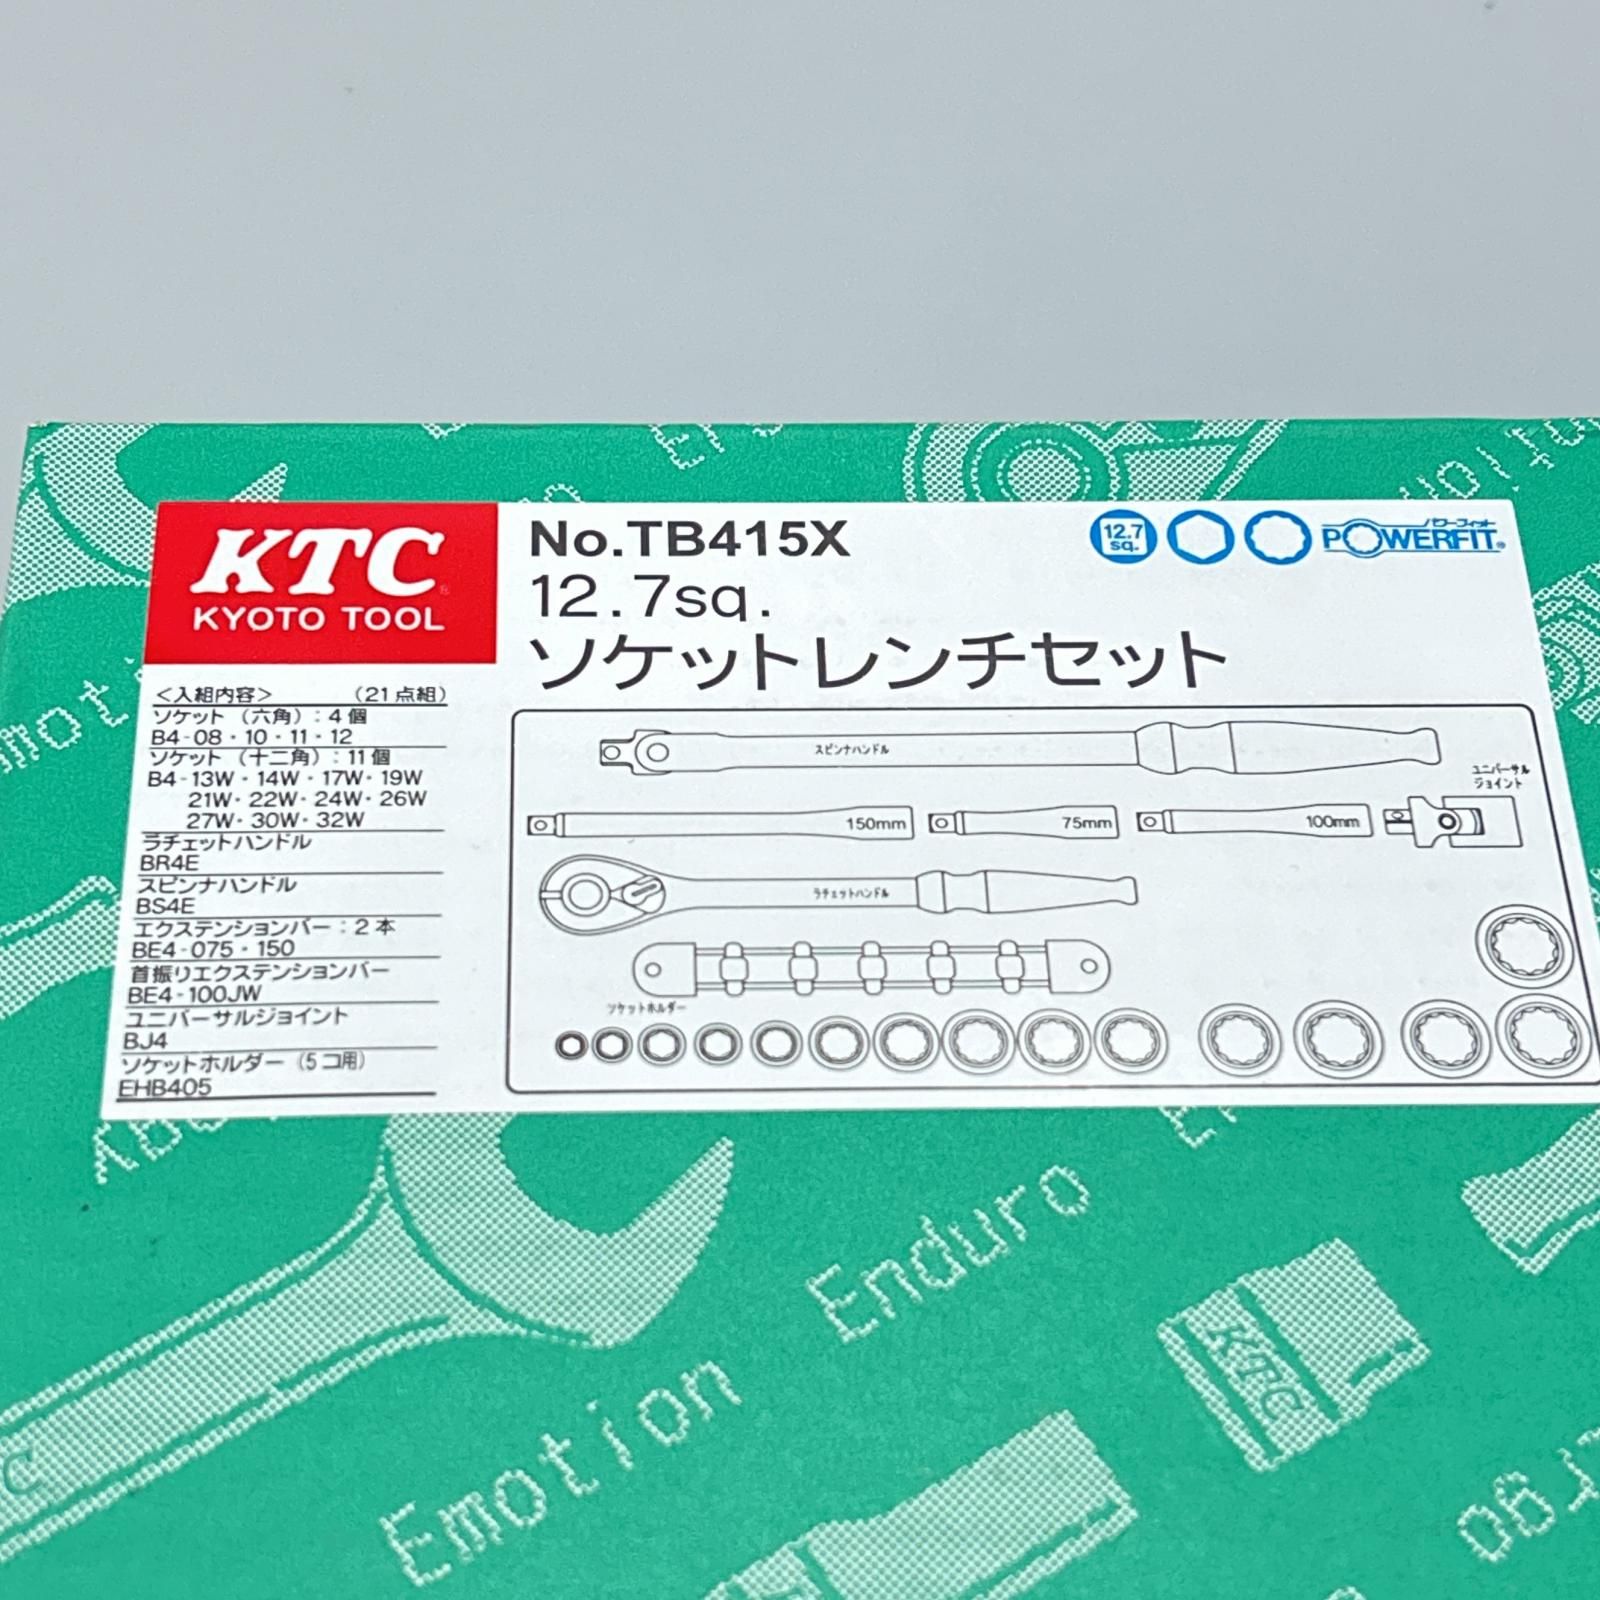 KTC
KYOTO TOOL
No.TB415X
12.7sq.
ソケットレンチセット
12.7
sq.
パワーフィット
POWERFIT
<入組内容> (21点組)
ソケット(六角):4個
B4-08・10・11・12
ソケット(十二角):11個
B4-13W・14W・17W・19W
21W・22W・24W・26W
27W・30W・32W
ラチェットハンドル
BR4E
スピンナハンドル
BS4E
エクステンションバー:2本
BE4-075・150
首振りエクステンションバー
BE4-100JW
ユニバーサルジョイント
BJ4
ソケットホルダー(5コ用)
EHB405
スピンナハンドル
ユニバーサル
ジョイント
150mm
75mm
100mm
ラチェットハンドル
ソケットホルダー
Enduro
KTC
Emotion